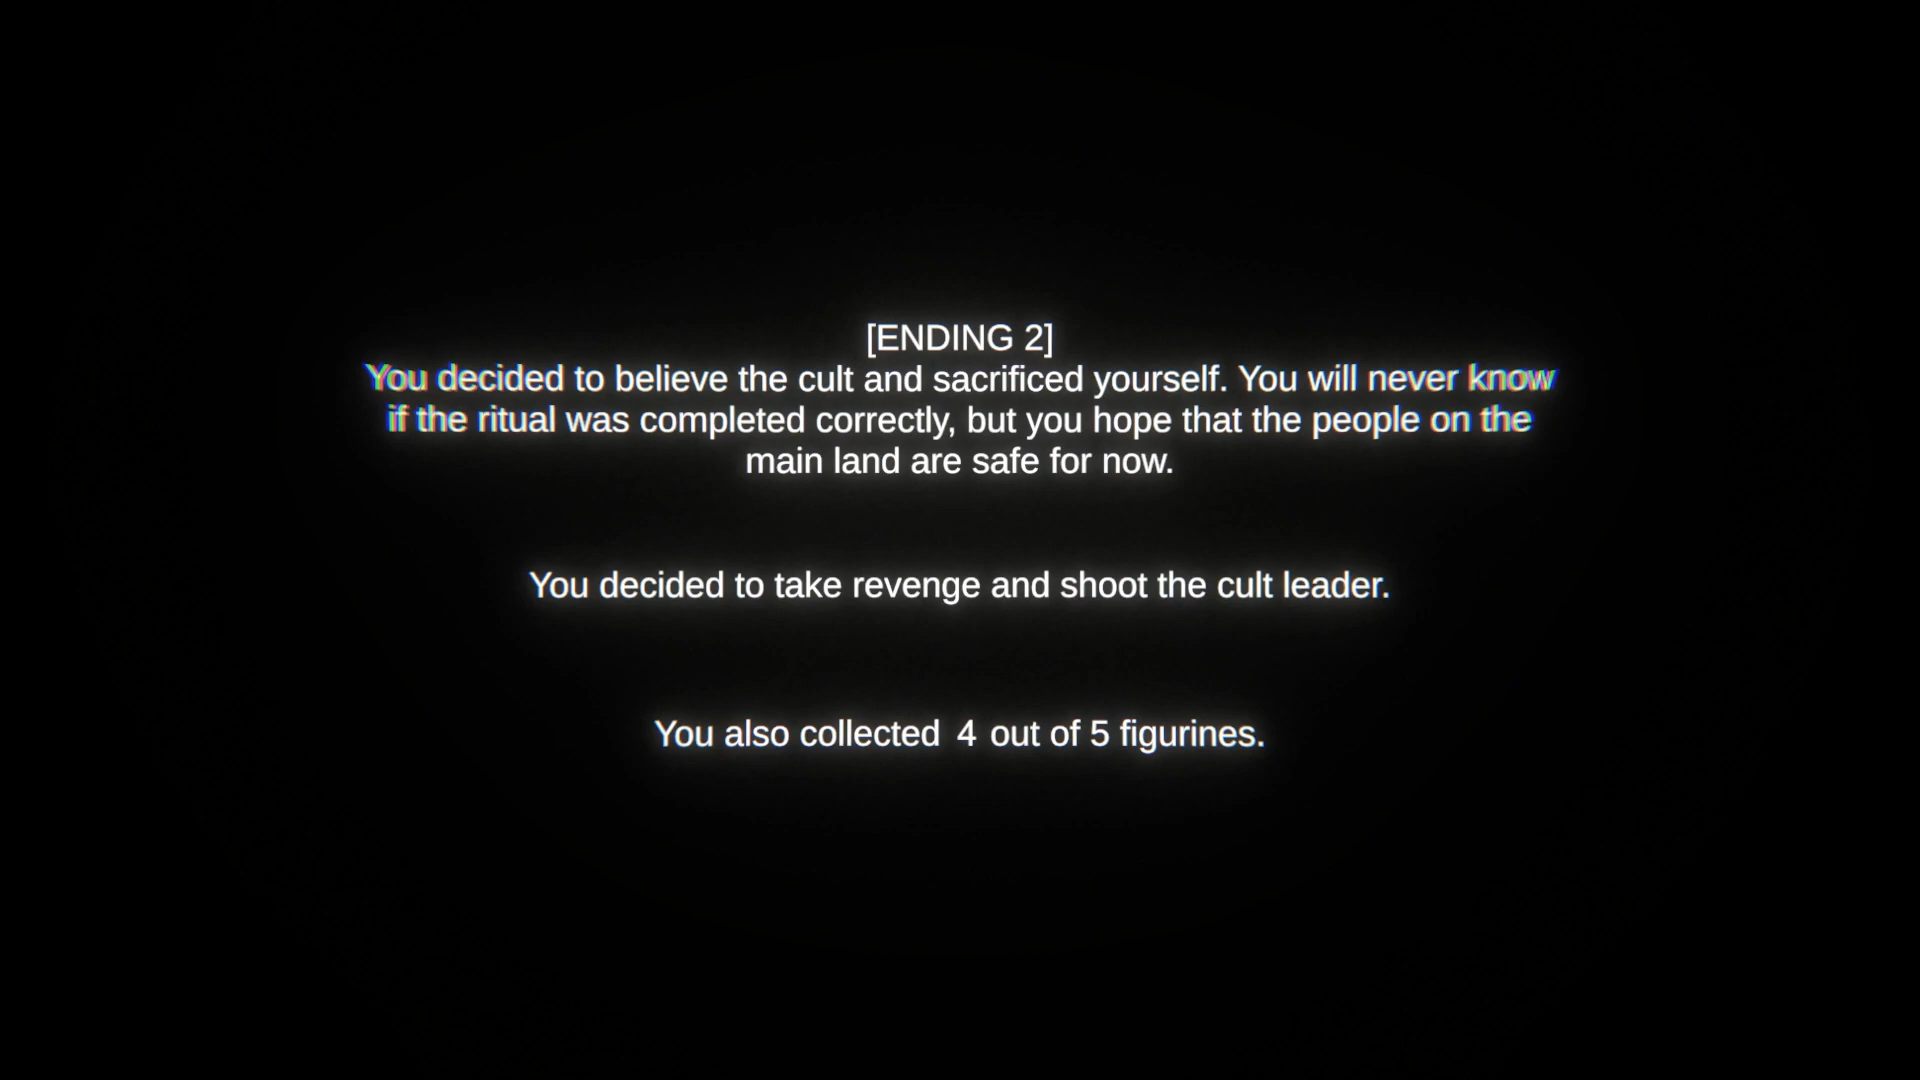 [ENDING 2]
You decided to believe the cult and sacrificed yourself. You will never know
if the ritual was completed correctly, but you hope that the people on the
main land are safe for now.
You decided to take revenge and shoot the cult leader.
You also collected 4 out of 5 figurines.